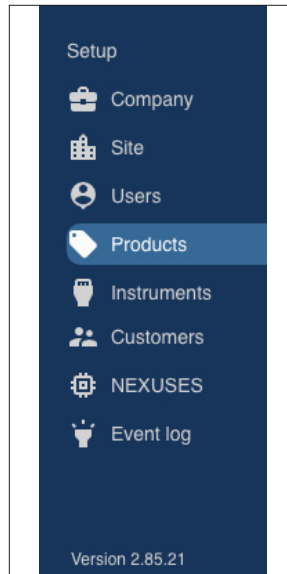 Setup
Company
Site
Users
Products
Instruments
Customers
NEXUSES
Event log
Version 2.85.21